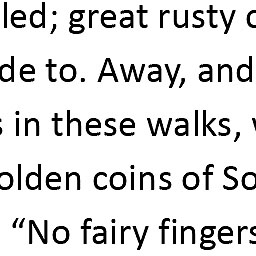 led; great rusty
de to. Away, and
in these walks,
olden coins of So
“No fairy fingers